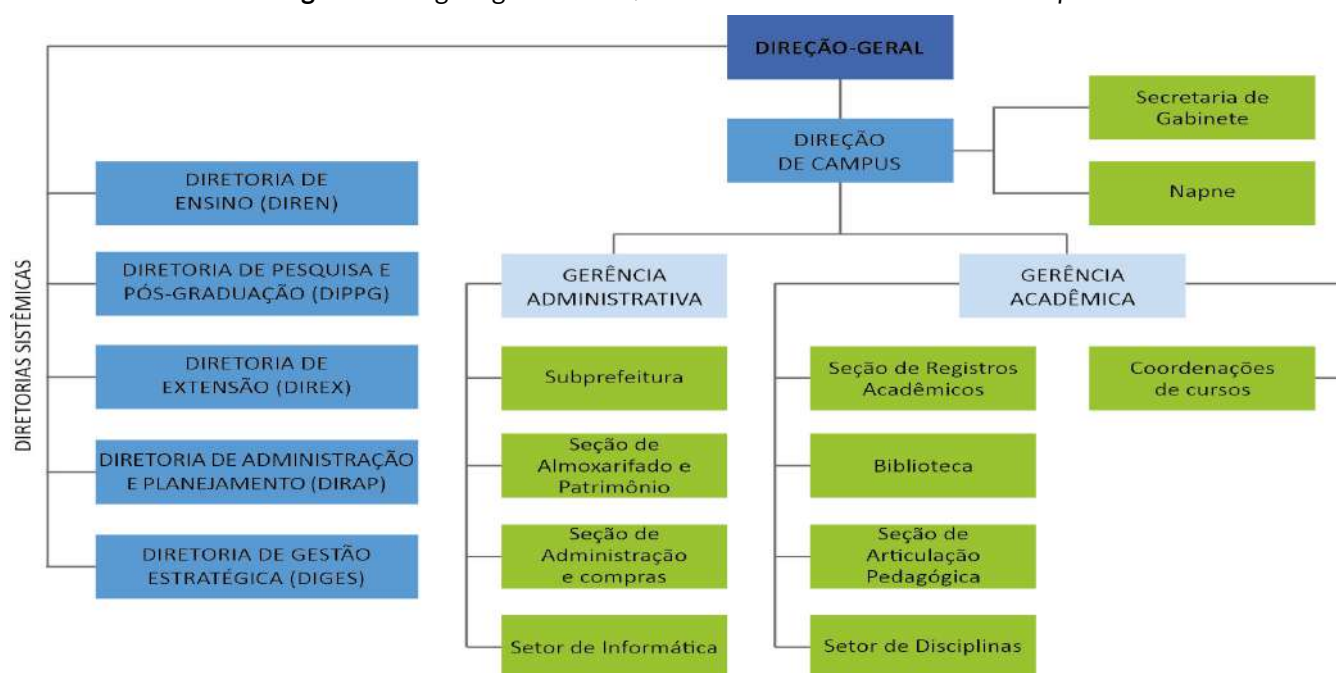 DIREÇÃO-GERAL
DIREÇÃO
DE CAMPUS
Secretaria de
Gabinete
Napne
DIRETORIAS SISTÊMICAS
DIRETORIA DE
ENSINO (DIREN)
DIRETORIA DE PESQUISA E
PÓS-GRADUAÇÃO (DIPPG)
DIRETORIA DE
EXTENSÃO (DIREX)
DIRETORIA DE ADMINISTRAÇÃO
E PLANEJAMENTO (DIRAP)
DIRETORIA DE GESTÃO
ESTRATÉGICA (DIGES)
GERÊNCIA
ADMINISTRATIVA
Subprefeitura
Seção de
Almoxarifado e
Patrimônio
Seção de
Administração
e compras
Setor de Informática
GERÊNCIA
ACADÊMICA
Seção de Registros
Acadêmicos
Biblioteca
Seção de
Articulação
Pedagógica
Setor de Disciplinas
Coordenações
de cursos